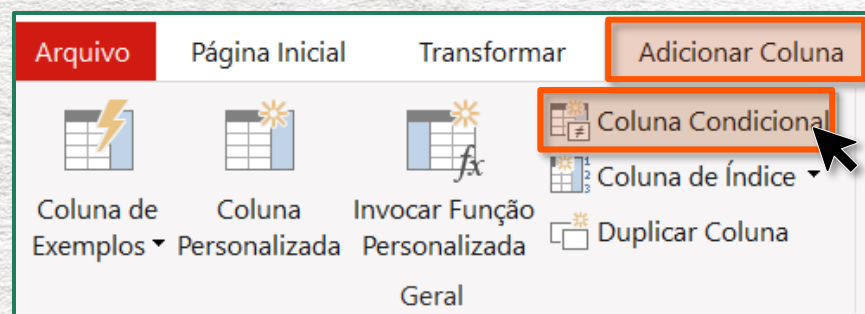 Arquivo Página Inicial Transformar Adicionar Coluna
Coluna de Exemplos
Coluna Personalizada
Invocar Função Personalizada
Coluna Condicional
Coluna de Índice
Duplicar Coluna
Geral